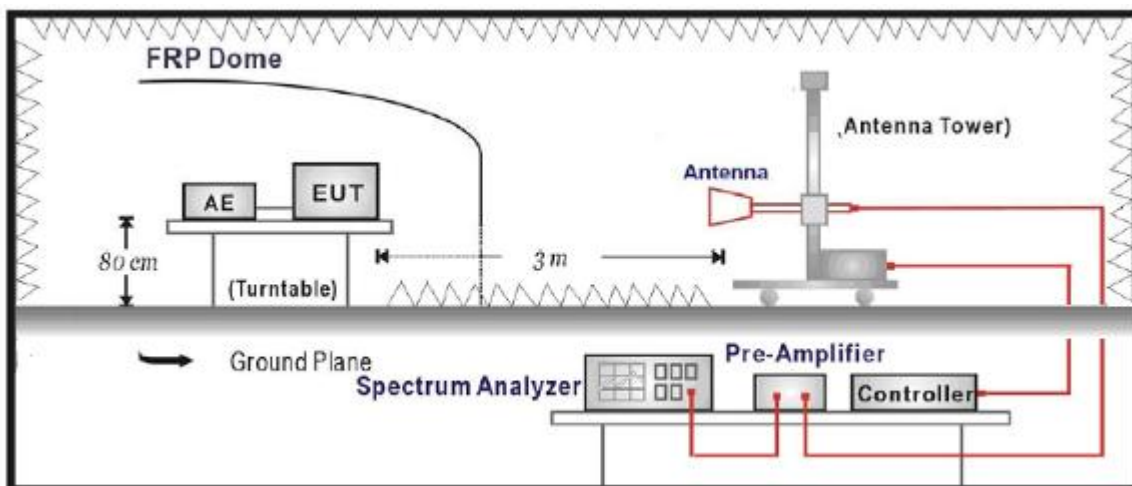 FRP Dome
(Antenna Tower)
Antenna
AE
EUT
80 cm
3 m
(Turntable)
Ground Plane
Pre-Amplifier
Spectrum Analyzer
Controller